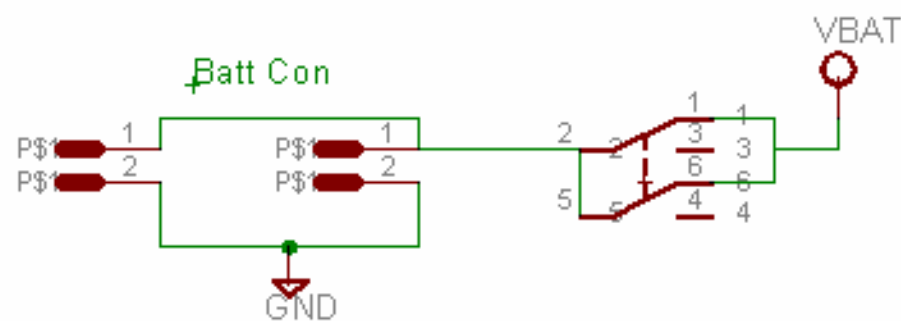 VBAT
Batt Con
P$1 1 P$1 1 2 2 1 1
3 3
P$1 2 P$1 2 6 6
5 5 4 4
GND